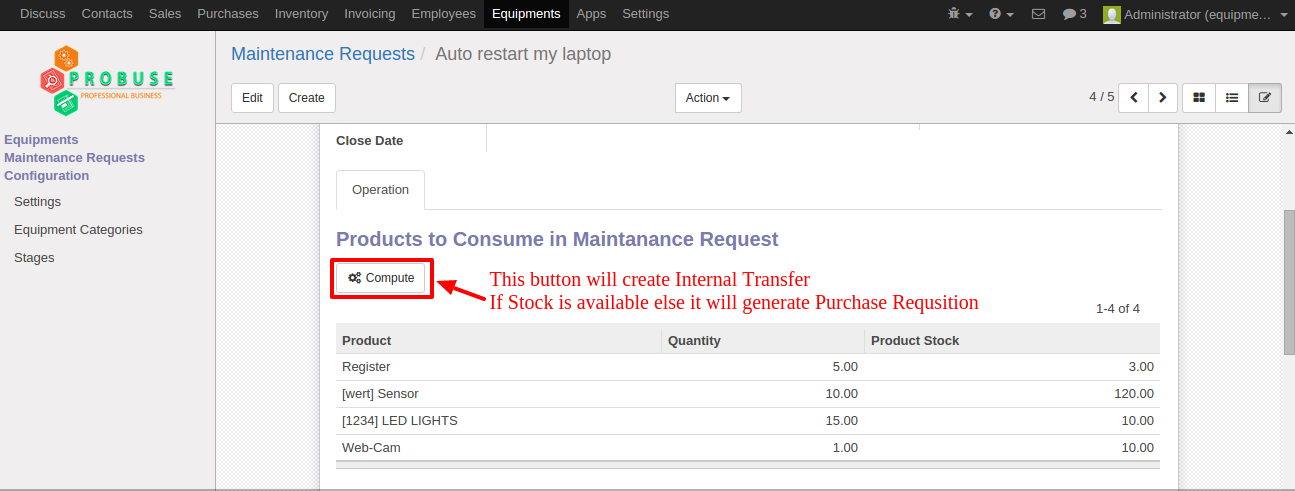 Discuss Contacts Sales Purchases Inventory Invoicing Employees Equipments Apps Settings 3 Administrator (equipme...
PROBUSE
PROFESSIONAL BUSINESS
Maintenance Requests / Auto restart my laptop
Edit Create Action 4 / 5
Equipments
Maintenance Requests
Configuration
Settings
Equipment Categories
Stages
Close Date
Operation
Products to Consume in Maintanance Request
Compute
This button will create Internal Transfer
If Stock is available else it will generate Purchase Requsition
1-4 of 4
Product Quantity Product Stock
Register 5.00 3.00
[wert] Sensor 10.00 120.00
[1234] LED LIGHTS 15.00 10.00
Web-Cam 1.00 10.00